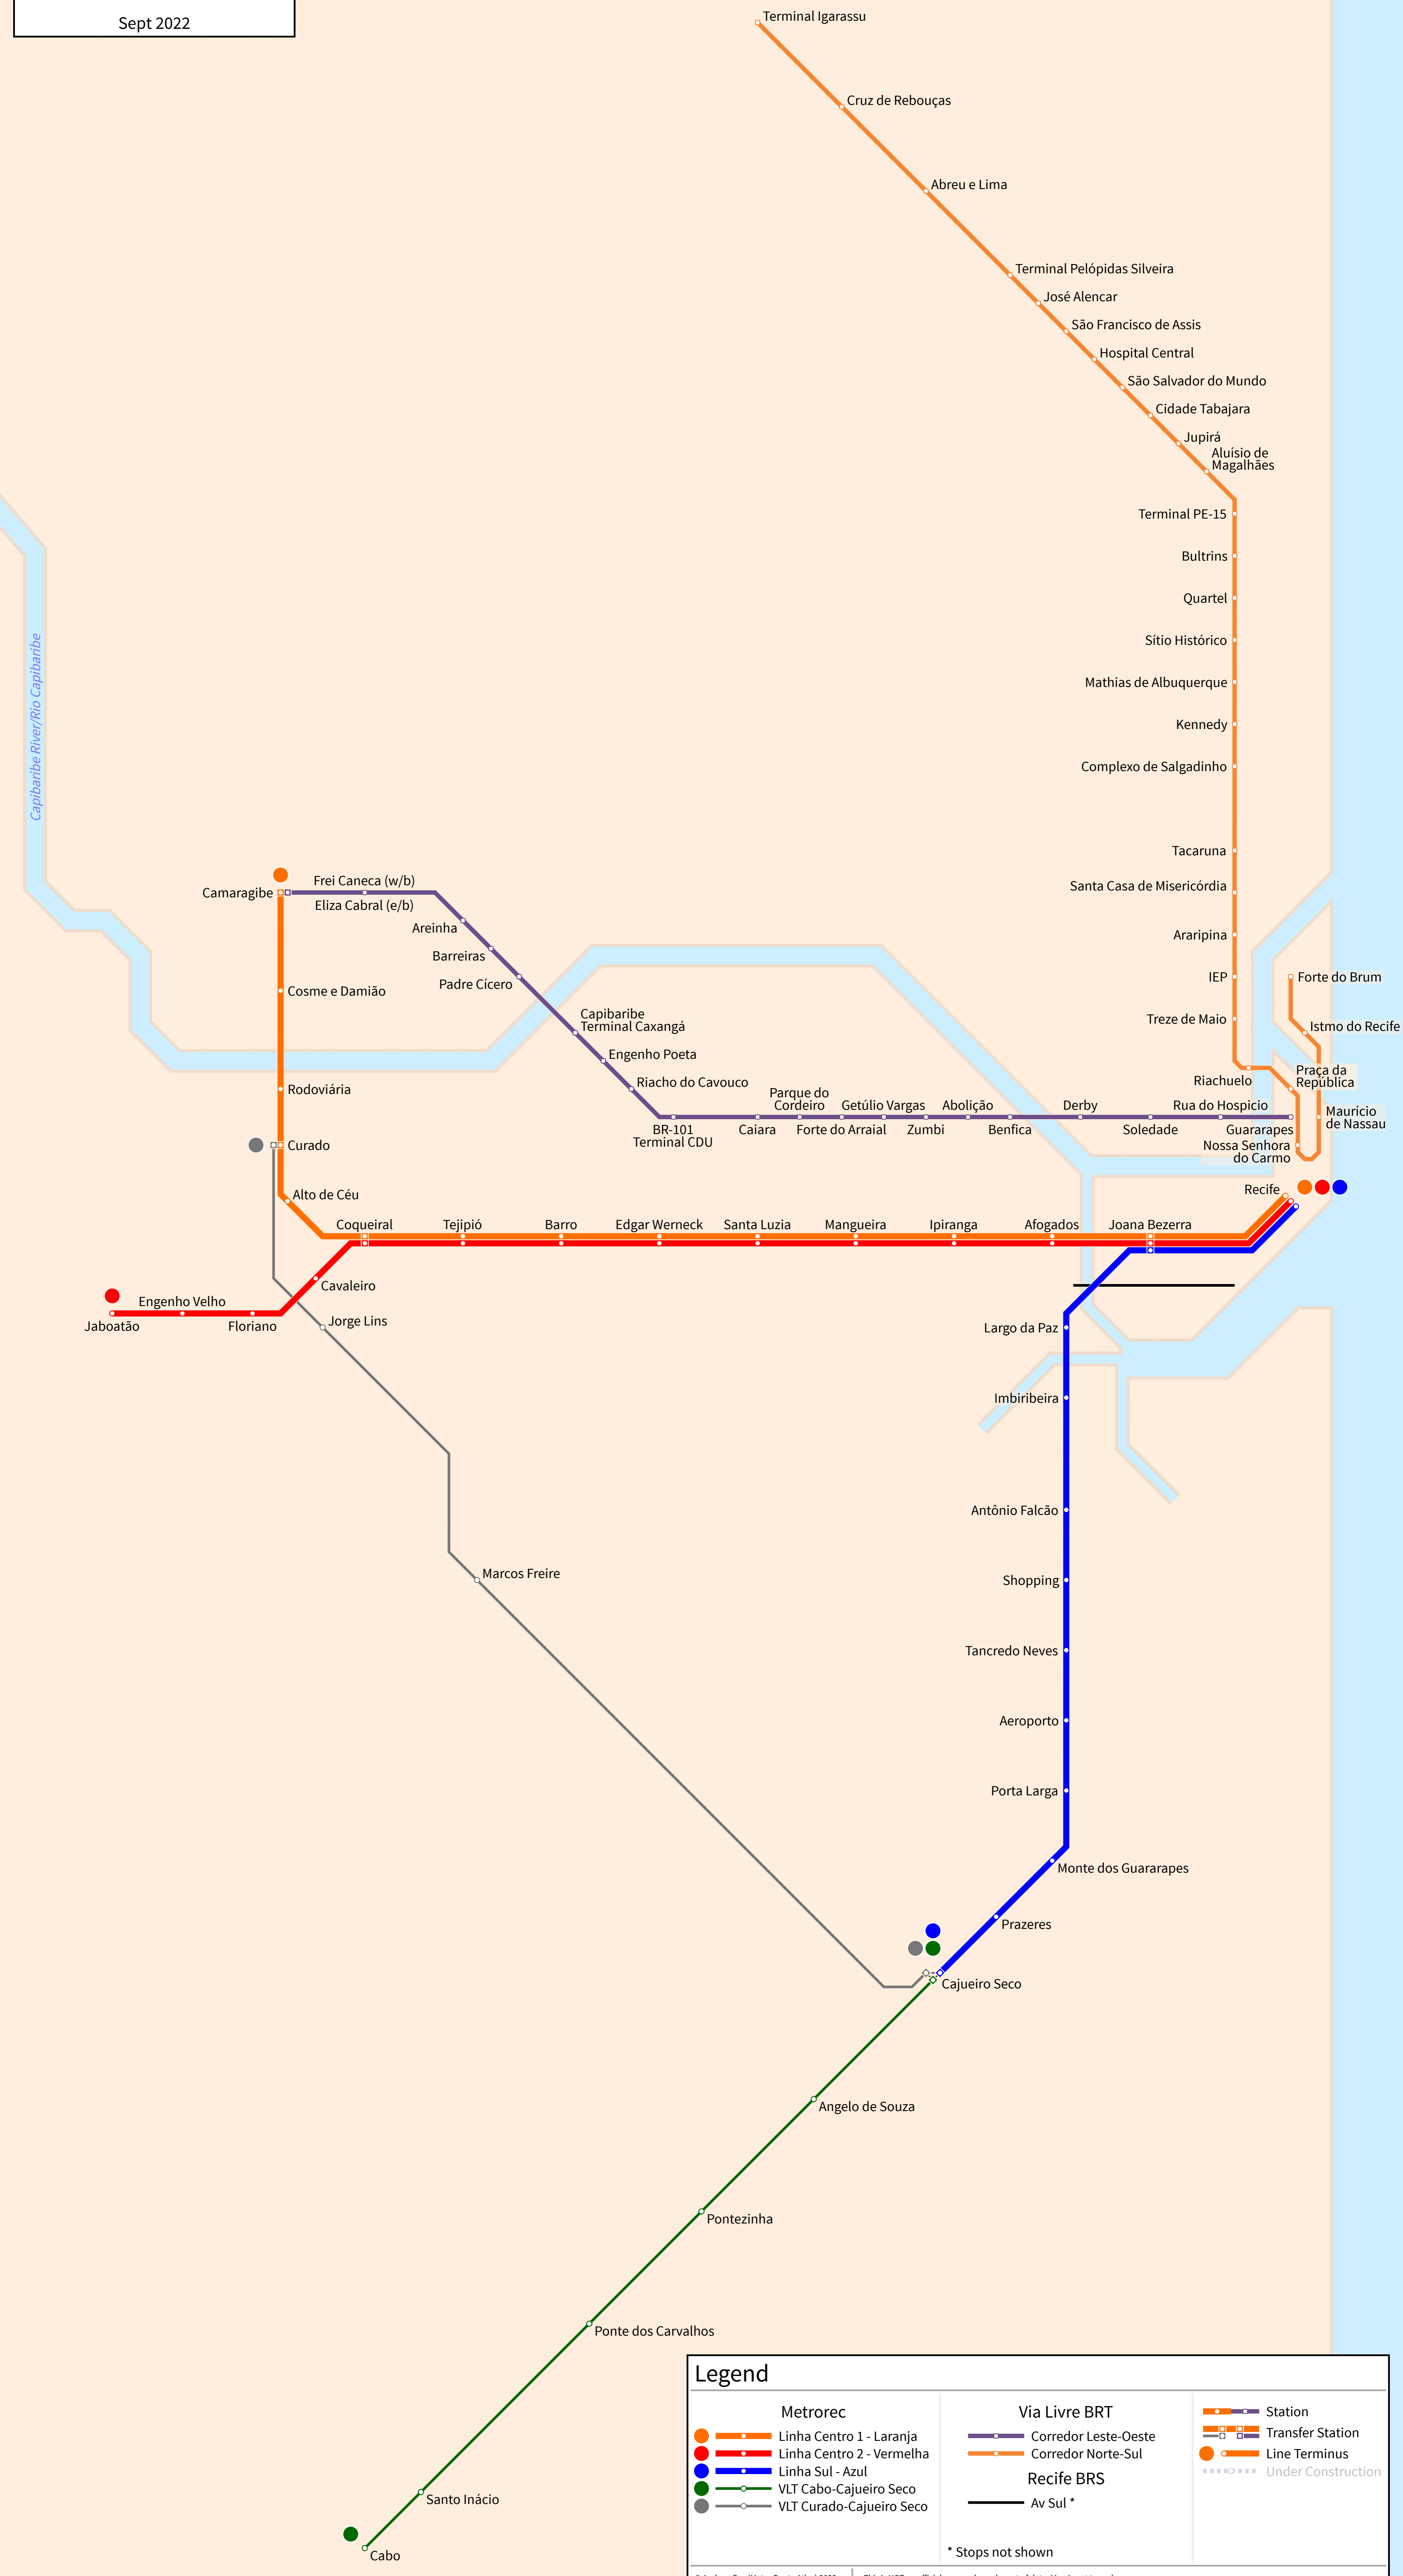 Sept 2022
Terminal Igarassu
Cruz de Rebouças
Abreu e Lima
Terminal Pelópidas Silveira
José Alencar
São Francisco de Assis
Hospital Central
São Salvador do Mundo
Cidade Tabajara
Jupirá
Aluísio de
Magalhães
Terminal PE-15
Bultrins
Quartel
Sítio Histórico
Mathias de Albuquerque
Kennedy
Complexo de Salgadinho
Tacaruna
Santa Casa de Misericórdia
Araripina
IEP
Treze de Maio
Riachuelo
Forte do Brum
Istmo do Recife
Praça da
República
Maurício
de Nassau
Nossa Senhora
do Carmo
Capibaribe River/Rio Capibaribe
Camaragibe
Frei Caneca (w/b)
Eliza Cabral (e/b)
Areinha
Barreiras
Padre Cícero
Capibaribe
Terminal Caxangá
Engenho Poeta
Riacho do Cavouco
BR-101
Terminal CDU
Caiara
Parque do
Cordeiro
Forte do Arraial
Getúlio Vargas
Zumbi
Abolição
Benfica
Derby
Soledade
Rua do Hospicio
Guararapes
Cosme e Damião
Rodoviária
Curado
Alto de Céu
Coqueiral
Tejipió
Barro
Edgar Werneck
Santa Luzia
Mangueira
Ipiranga
Afogados
Joana Bezerra
Recife
Cavaleiro
Engenho Velho
Jaboatão
Floriano
Jorge Lins
Marcos Freire
Largo da Paz
Imbiribeira
Antônio Falcão
Shopping
Tancredo Neves
Aeroporto
Porta Larga
Monte dos Guararapes
Prazeres
Cajueiro Seco
Angelo de Souza
Pontezinha
Ponte dos Carvalhos
Santo Inácio
Cabo
Legend
Metrorec
Linha Centro 1 - Laranja
Linha Centro 2 - Vermelha
Linha Sul - Azul
VLT Cabo-Cajueiro Seco
VLT Curado-Cajueiro Seco
Via Livre BRT
Corredor Leste-Oeste
Corredor Norte-Sul
Recife BRS
Av Sul *
* Stops not shown
Station
Transfer Station
Line Terminus
Under Construction